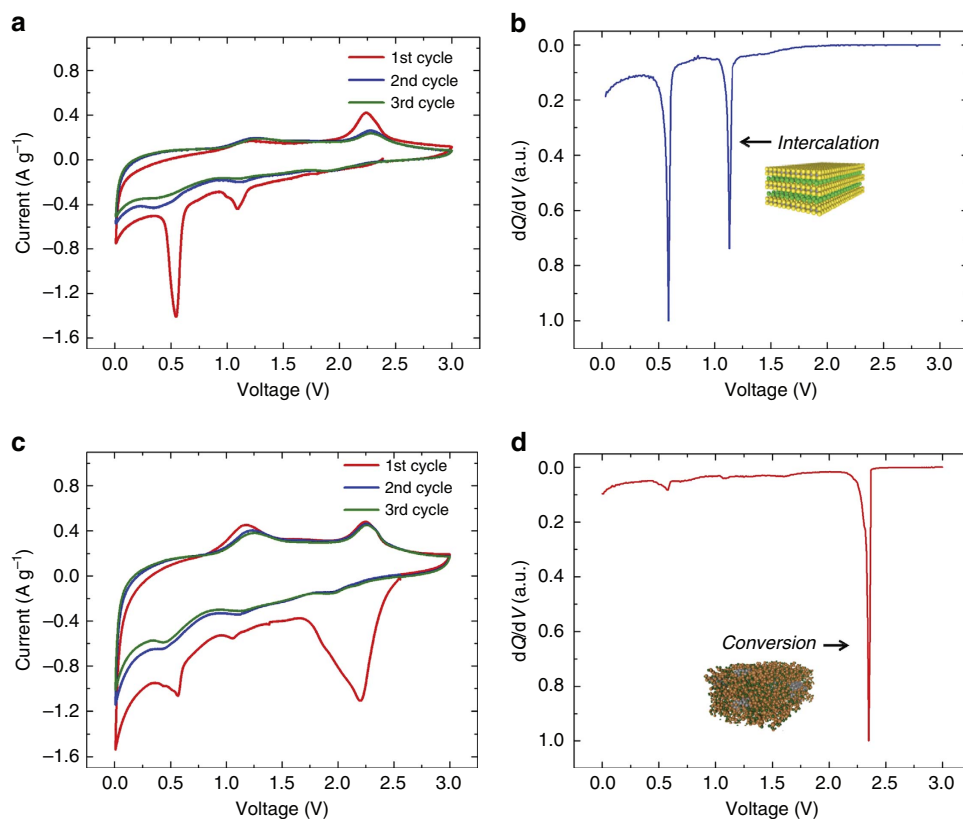 a
0.8
0.4
0.0
−0.4
−0.8
−1.2
−1.6
Current (A g⁻¹)
1st cycle
2nd cycle
3rd cycle
0.0 0.5 1.0 1.5 2.0 2.5 3.0
Voltage (V)
b
0.0
0.2
0.4
0.6
0.8
1.0
dQ/dV (a.u.)
Intercalation
0.0 0.5 1.0 1.5 2.0 2.5 3.0
Voltage (V)
c
0.8
0.4
0.0
−0.4
−0.8
−1.2
−1.6
Current (A g⁻¹)
1st cycle
2nd cycle
3rd cycle
0.0 0.5 1.0 1.5 2.0 2.5 3.0
Voltage (V)
d
0.0
0.2
0.4
0.6
0.8
1.0
dQ/dV (a.u.)
Conversion
0.0 0.5 1.0 1.5 2.0 2.5 3.0
Voltage (V)